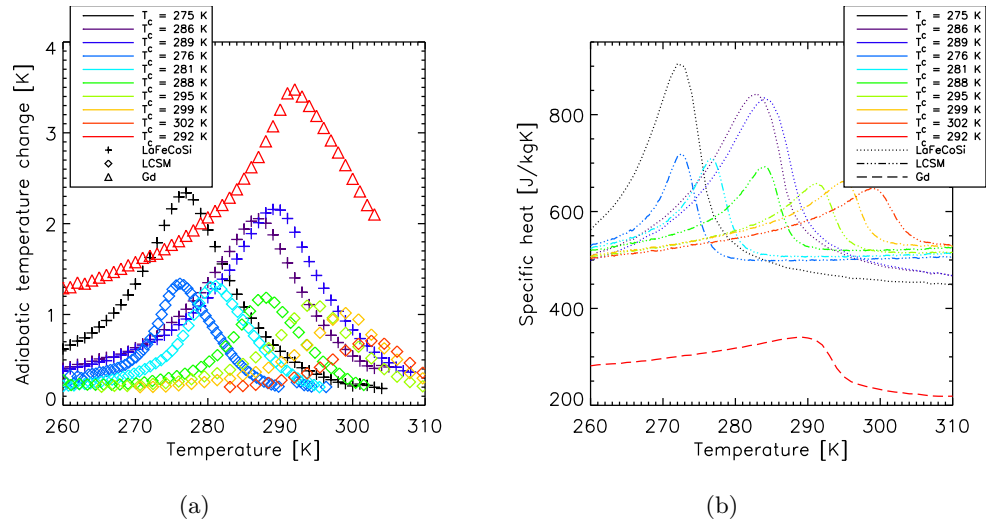 T_c = 275 K
T_c = 286 K
T_c = 289 K
T_c = 276 K
T_c = 281 K
T_c = 288 K
T_c = 295 K
T_c = 299 K
T_c = 302 K
T_c = 292 K
LaFeCoSi
LCSM
Gd
Adiabatic temperature change [K]
4
3
2
1
0
260 270 280 290 300 310
Temperature [K]
(a)
T_c = 275 K
T_c = 286 K
T_c = 289 K
T_c = 276 K
T_c = 281 K
T_c = 288 K
T_c = 295 K
T_c = 299 K
T_c = 302 K
T_c = 292 K
LaFeCoSi
LCSM
Gd
Specific heat [J/kgK]
800
600
400
200
260 270 280 290 300 310
Temperature [K]
(b)